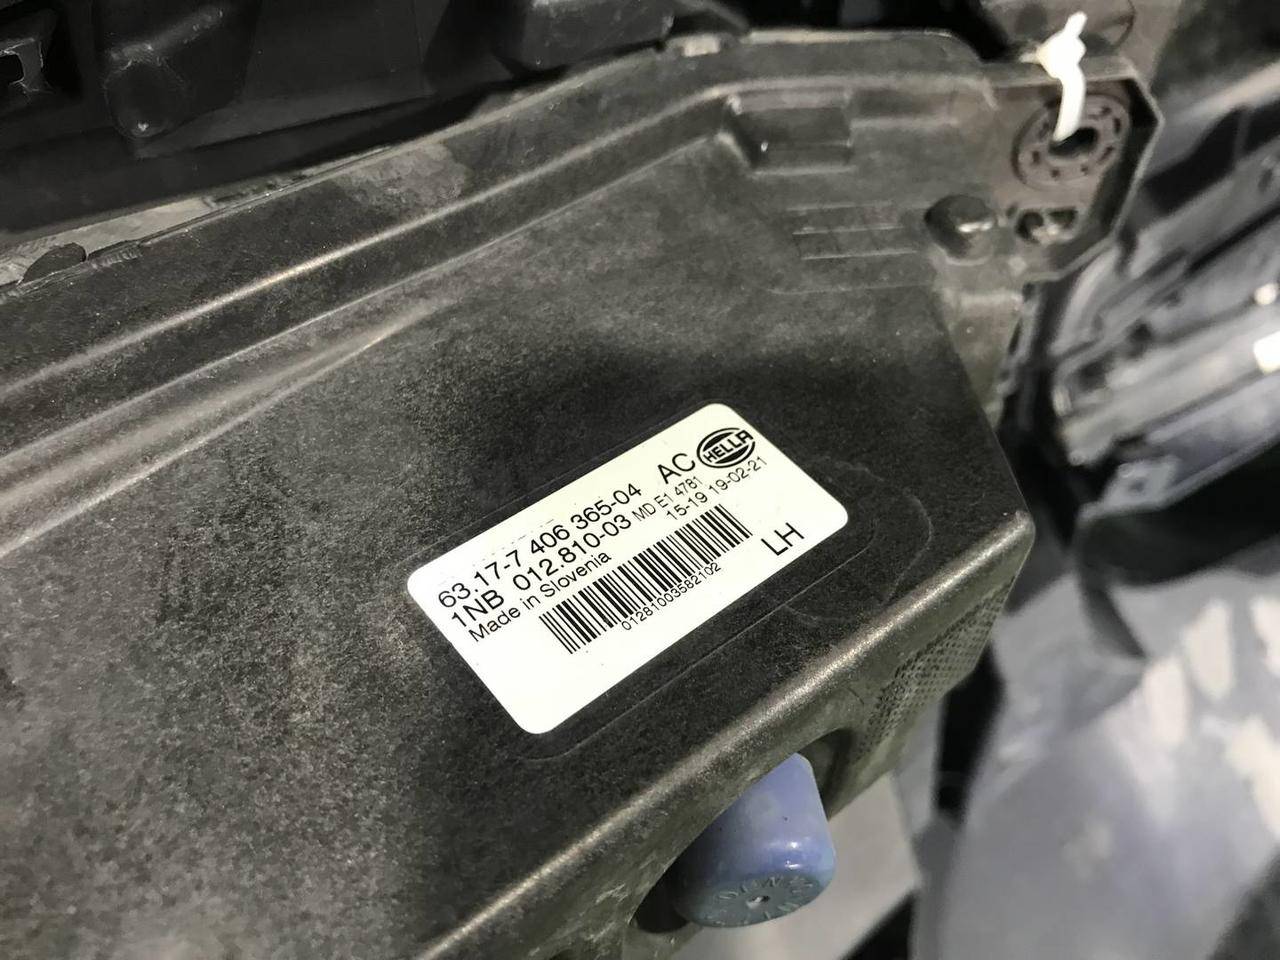 63.17-7 406 365-04 AC HELLA
1NB 012.810-03 MD E1 4781
Made in Slovenia 15-19 19-02-21
01281003582102 LH